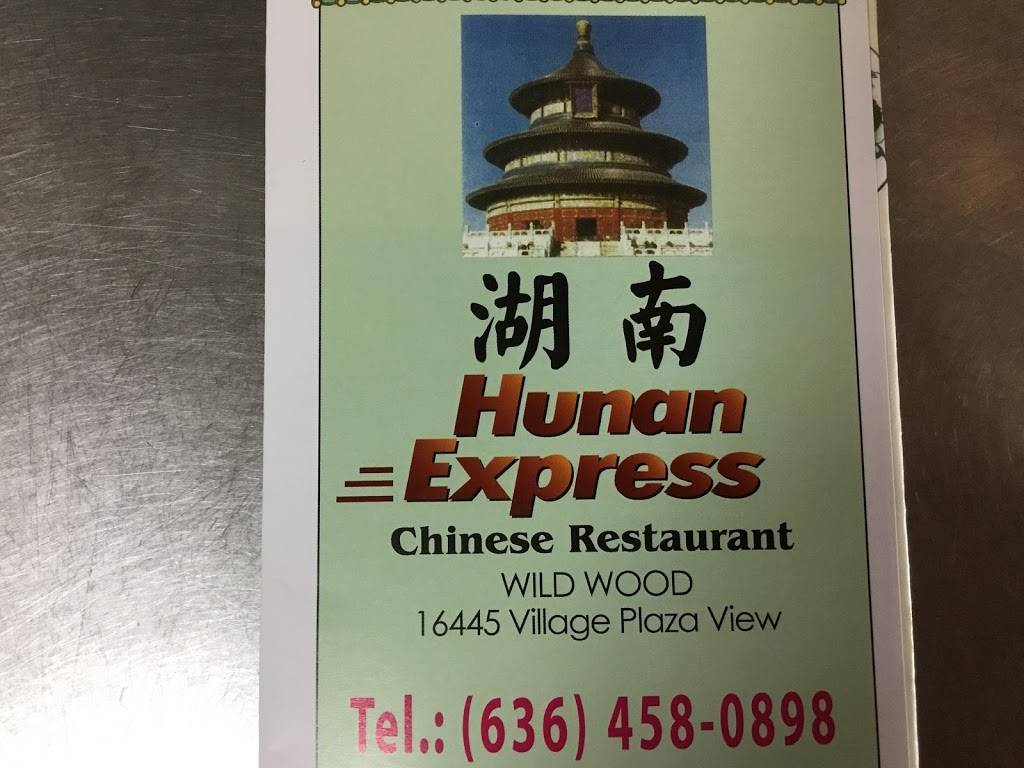 湖南
Hunan
Express
Chinese Restaurant
WILD WOOD
16445 Village Plaza View
Tel.: (636) 458-0898